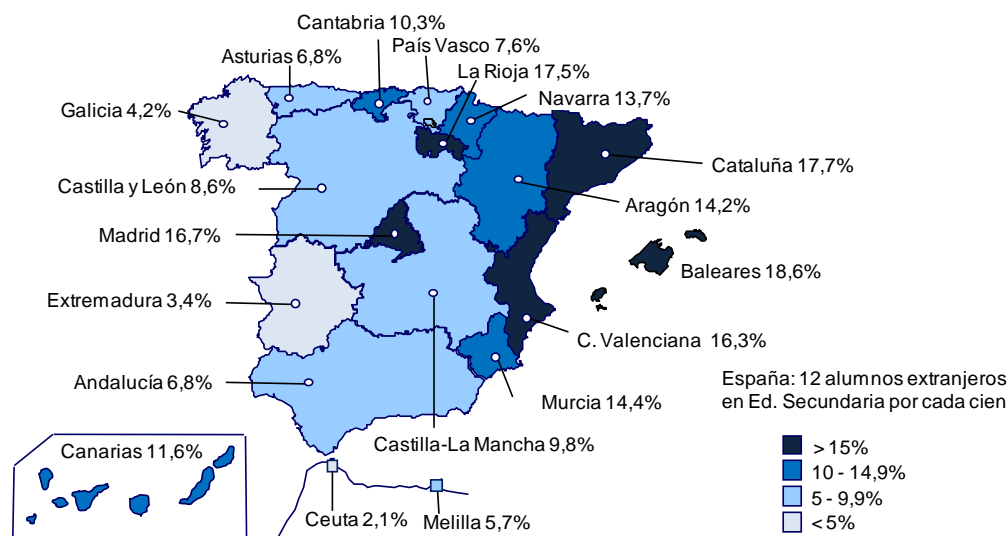 Cantabria 10,3%
País Vasco 7,6%
Asturias 6,8%
La Rioja 17,5%
Navarra 13,7%
Galicia 4,2%
Cataluña 17,7%
Castilla y León 8,6%
Aragón 14,2%
Madrid 16,7%
Baleares 18,6%
Extremadura 3,4%
C. Valenciana 16,3%
Andalucía 6,8%
Murcia 14,4%
España: 12 alumnos extranjeros
en Ed. Secundaria por cada cien
Castilla-La Mancha 9,8%
Canarias 11,6%
>15%
10 - 14,9%
5 - 9,9%
<5%
Ceuta 2,1%
Melilla 5,7%